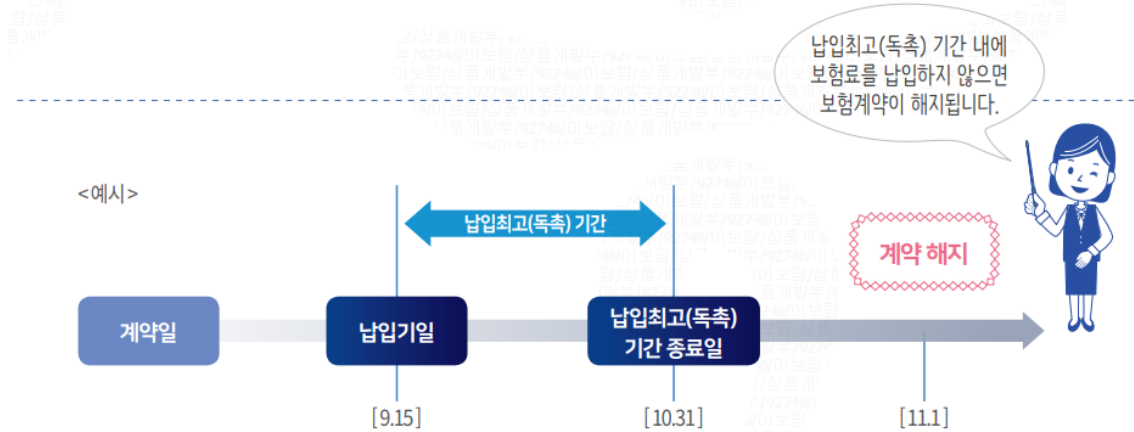 납입최고(독촉) 기간 내에
보험료를 납입하지 않으면
보험계약이 해지됩니다.
<예시>
납입최고(독촉) 기간
계약 해지
계약일
납입기일
납입최고(독촉)
기간 종료일
[9.15]
[10.31]
[11.1]